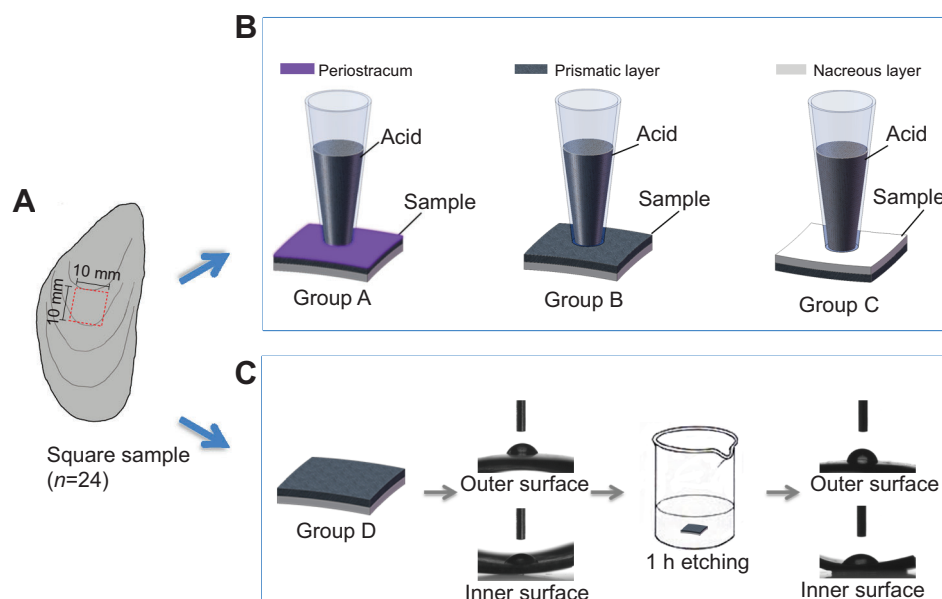 A
10 mm
10 mm
Square sample
(n=24)
B
Periostracum
Prismatic layer
Nacreous layer
Acid
Sample
Group A
Acid
Sample
Group B
Acid
Sample
Group C
C
Group D
Outer surface
Inner surface
1 h etching
Outer surface
Inner surface